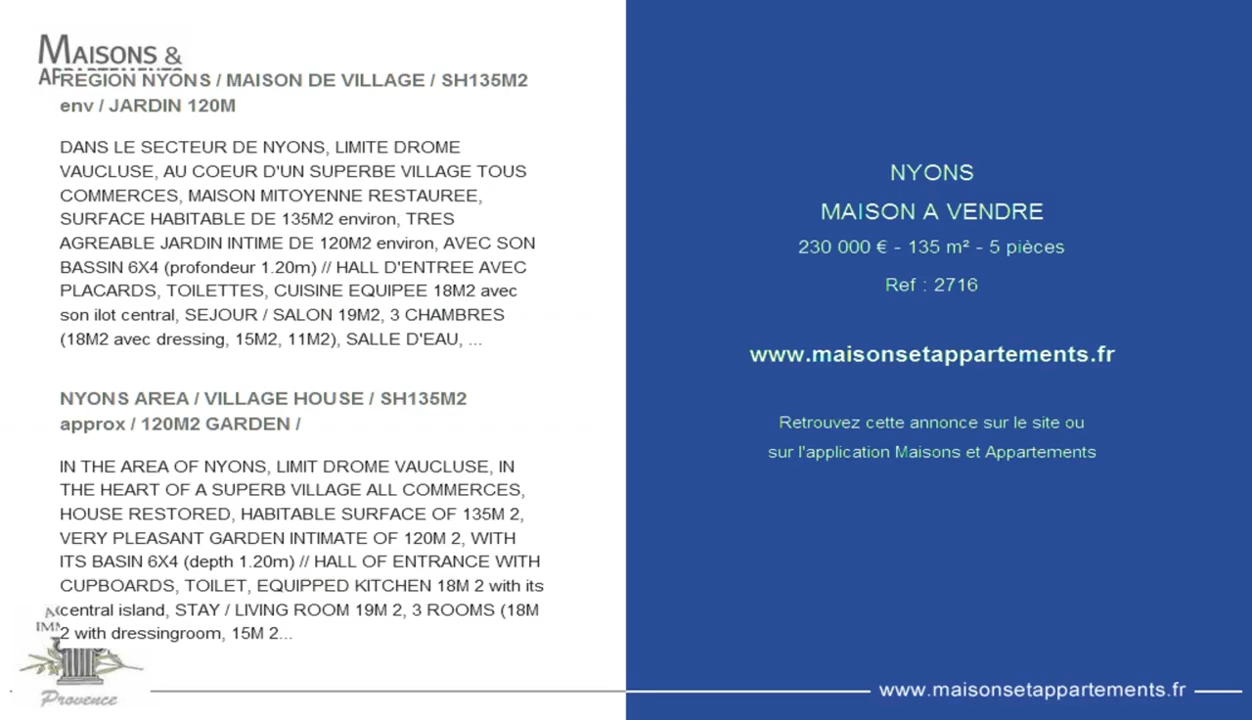 MAISONS &
REGION NYONS / MAISON DE VILLAGE / SH135M2
env / JARDIN 120M
DANS LE SECTEUR DE NYONS, LIMITE DROME
VAUCLUSE, AU COEUR D'UN SUPERBE VILLAGE TOUS
COMMERCES, MAISON MITOYENNE RESTAUREE,
SURFACE HABITABLE DE 135M2 environ, TRES
AGREABLE JARDIN INTIME DE 120M2 environ, AVEC SON
BASSIN 6X4 (profondeur 1.20m) // HALL D'ENTREE AVEC
PLACARDS, TOILETTES, CUISINE EQUIPEE 18M2 avec
son ilot central, SEJOUR / SALON 19M2, 3 CHAMBRES
(18M2 avec dressing, 15M2, 11M2), SALLE D'EAU, ...
NYONS AREA / VILLAGE HOUSE / SH135M2
approx / 120M2 GARDEN /
IN THE AREA OF NYONS, LIMIT DROME VAUCLUSE, IN
THE HEART OF A SUPERB VILLAGE ALL COMMERCES,
HOUSE RESTORED, HABITABLE SURFACE OF 135M 2,
VERY PLEASANT GARDEN INTIMATE OF 120M 2, WITH
ITS BASIN 6X4 (depth 1.20m) // HALL OF ENTRANCE WITH
CUPBOARDS, TOILET, EQUIPPED KITCHEN 18M 2 with its
central island, STAY / LIVING ROOM 19M 2, 3 ROOMS (18M
2 with dressingroom, 15M 2...
Provence
NYONS
MAISON A VENDRE
230 000 € - 135 m² - 5 pièces
Ref : 2716
www.maisonsetappartements.fr
Retrouvez cette annonce sur le site ou
sur l'application Maisons et Appartements
www.maisonsetappartements.fr